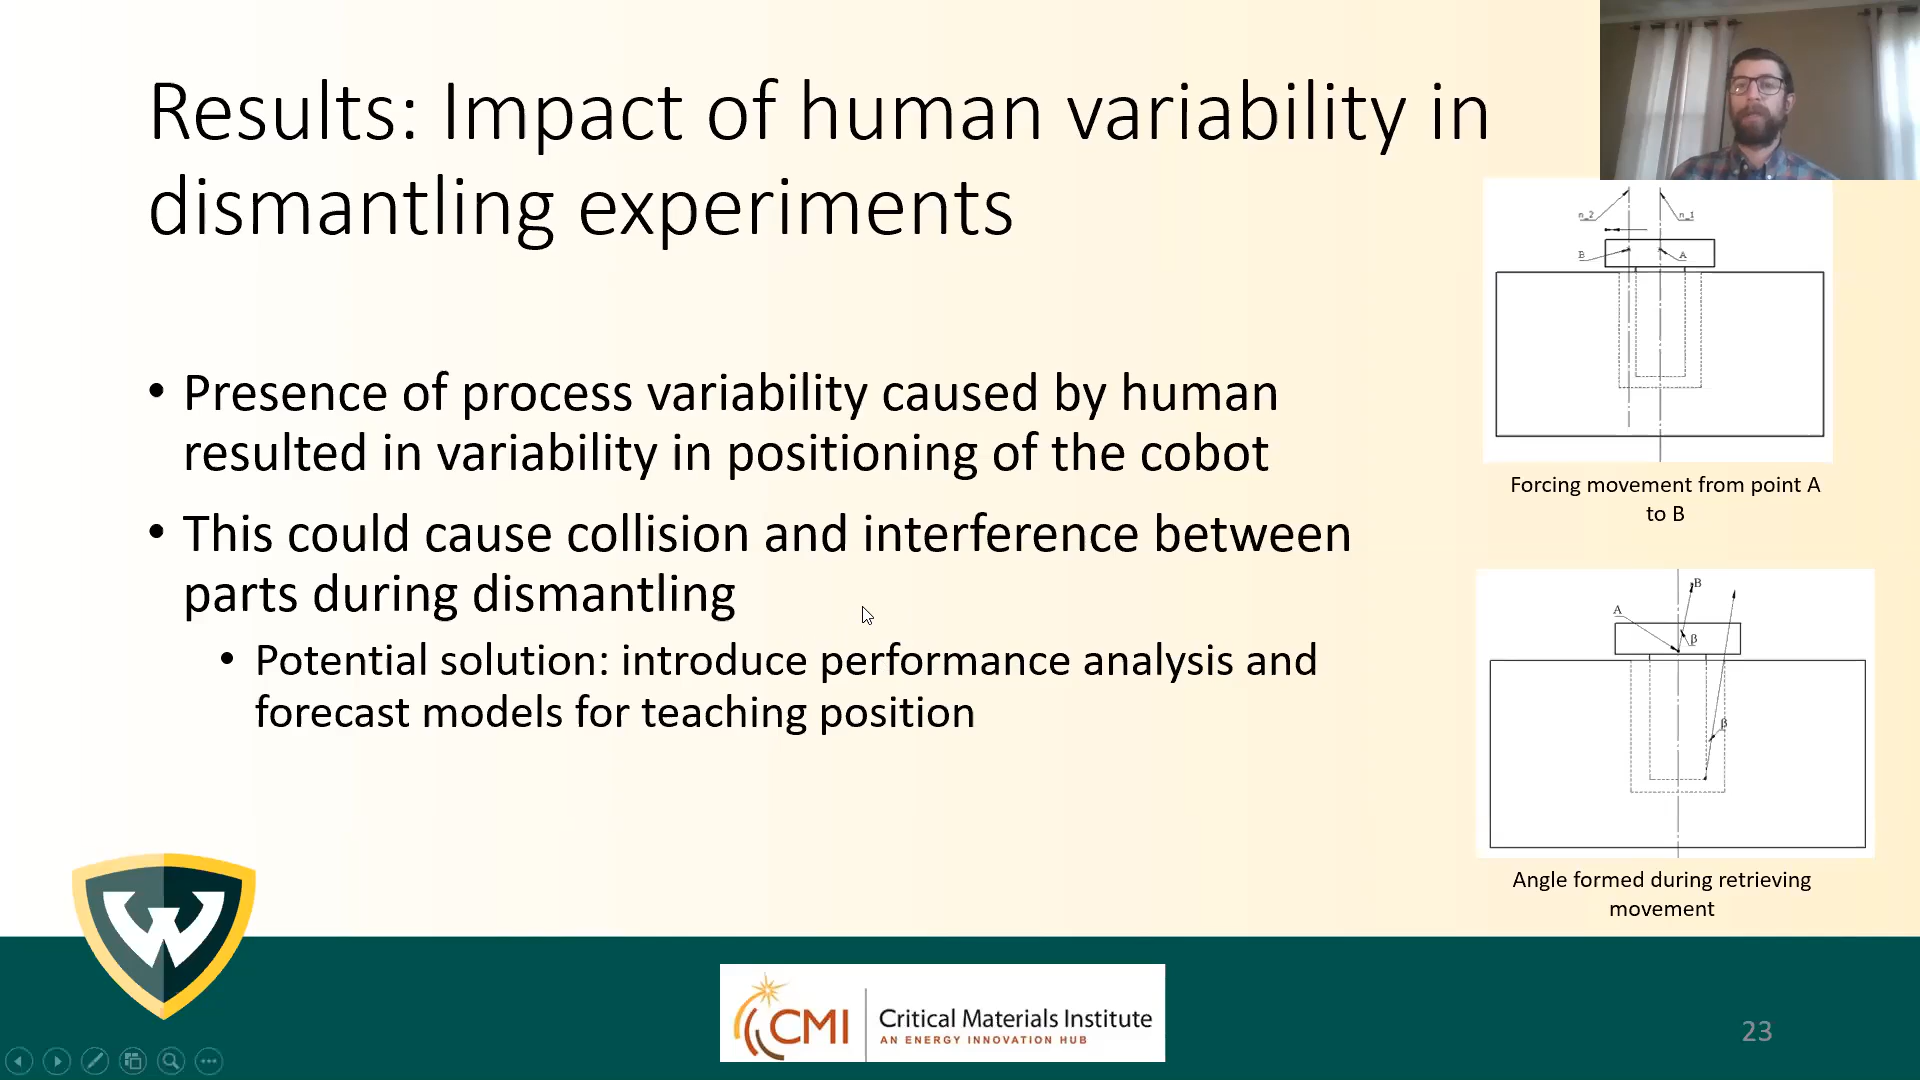 Results: Impact of human variability in
dismantling experiments
• Presence of process variability caused by human
resulted in variability in positioning of the cobot
• This could cause collision and interference between
parts during dismantling
• Potential solution: introduce performance analysis and
forecast models for teaching position
n_2
n_1
B
A
Forcing movement from point A
to B
B
A
β
β
Angle formed during retrieving
movement
W
CMI
Critical Materials Institute
AN ENERGY INNOVATION HUB
23